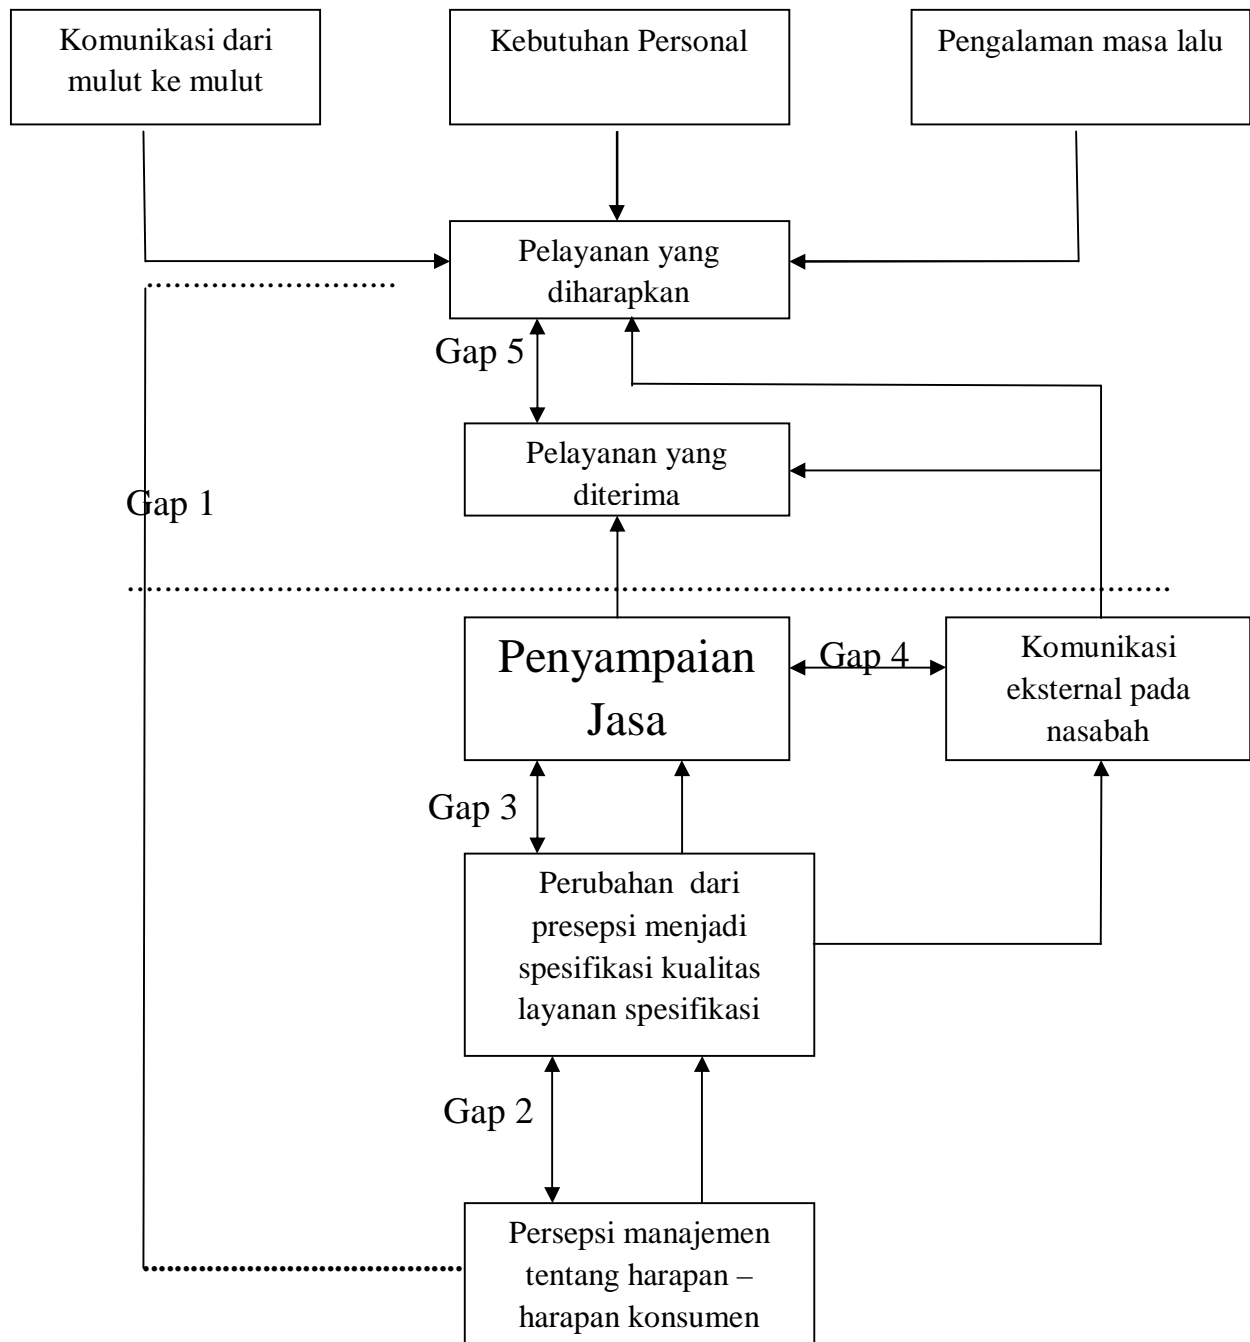 Komunikasi dari
mulut ke mulut
Kebutuhan Personal
Pengalaman masa lalu
Pelayanan yang
diharapkan
Gap 5
Pelayanan yang
diterima
Gap 1
Penyampaian
Jasa
Gap 4
Komunikasi
eksternal pada
nasabah
Gap 3
Perubahan dari
presepsi menjadi
spesifikasi kualitas
layanan spesifikasi
Gap 2
Persepsi manajemen
tentang harapan –
harapan konsumen